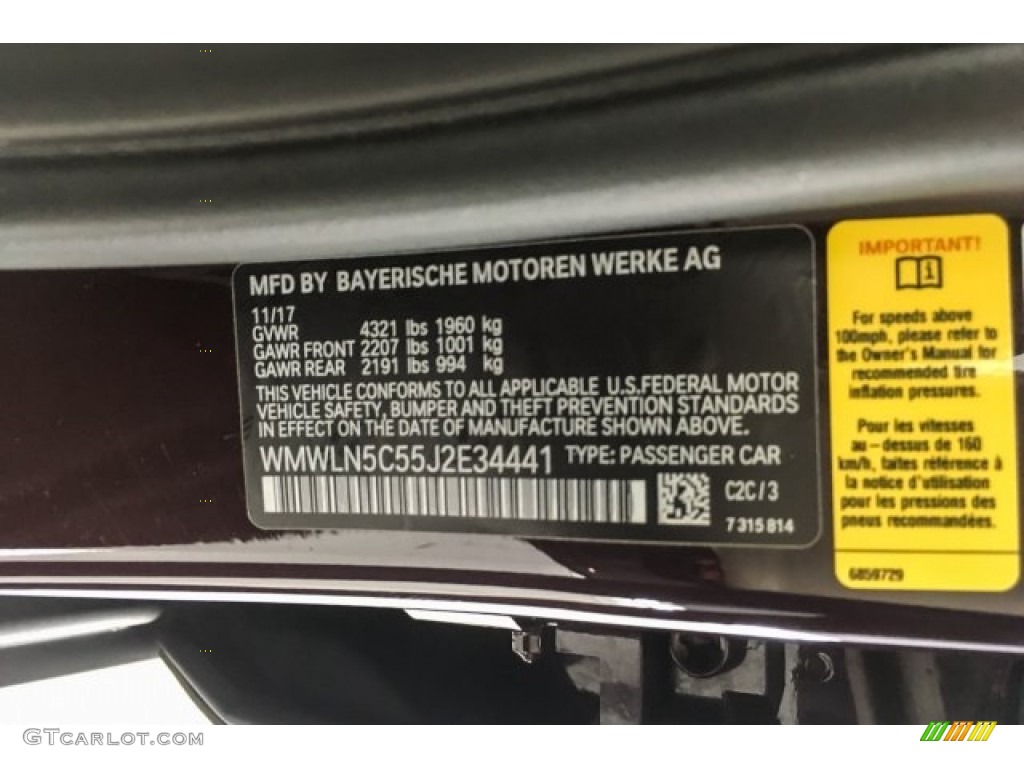 MFD BY BAYERISCHE MOTOREN WERKE AG
11/17
GVWR 4321 lbs 1960 kg
GAWR FRONT 2207 lbs 1001 kg
GAWR REAR 2191 lbs 994 kg
THIS VEHICLE CONFORMS TO ALL APPLICABLE U.S.FEDERAL MOTOR
VEHICLE SAFETY, BUMPER AND THEFT PREVENTION STANDARDS
IN EFFECT ON THE DATE OF MANUFACTURE SHOWN ABOVE.
WMWLN5C55J2E34441 TYPE: PASSENGER CAR
C2C/3
7 315 814
IMPORTANT!
For speeds above
100mph, please refer to
the Owner's Manual for
recommended tire
inflation pressures.
Pour les vitesses
au-dessus de 160
km/h, faites référence à
la notice d'utilisation
pour les pressions des
pneus recommandées.
6859729
GTcarlot.com